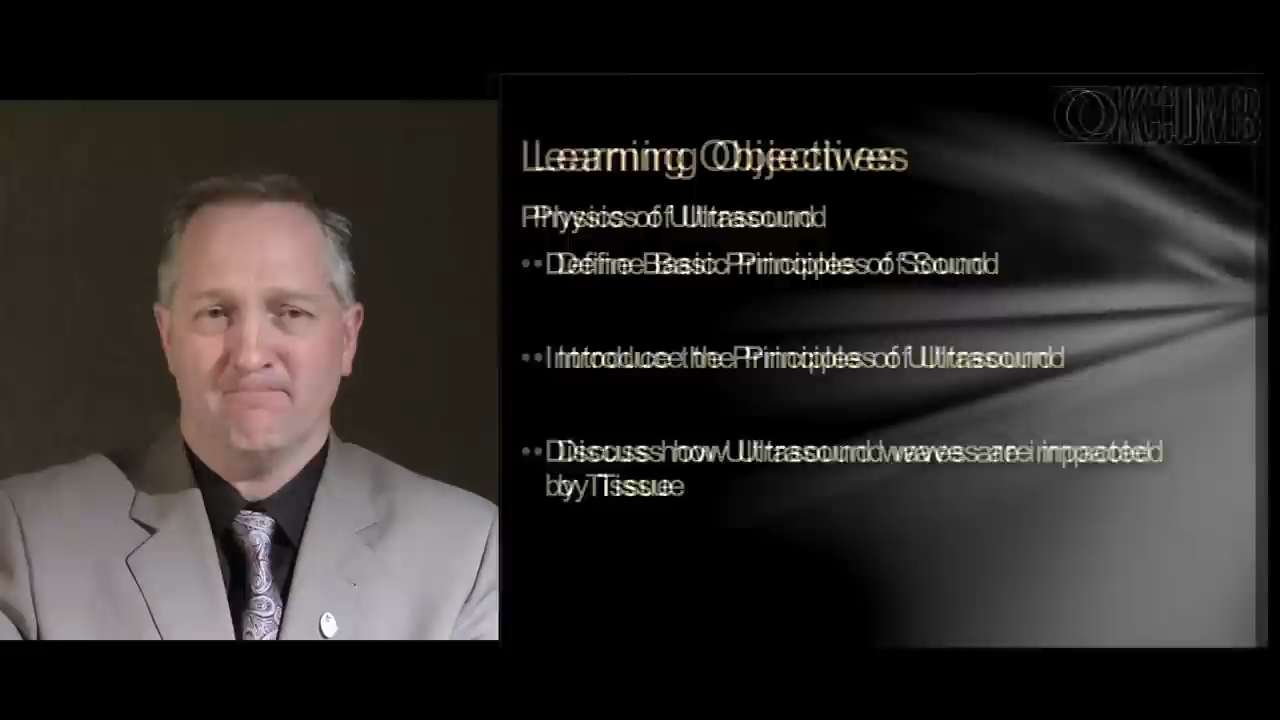 Learning Objectives
Physics of Ultrasound
• Define Basic Principles of Sound
• Introduce the Principles of Ultrasound
• Discuss how Ultrasound waves are impacted
by Tissue